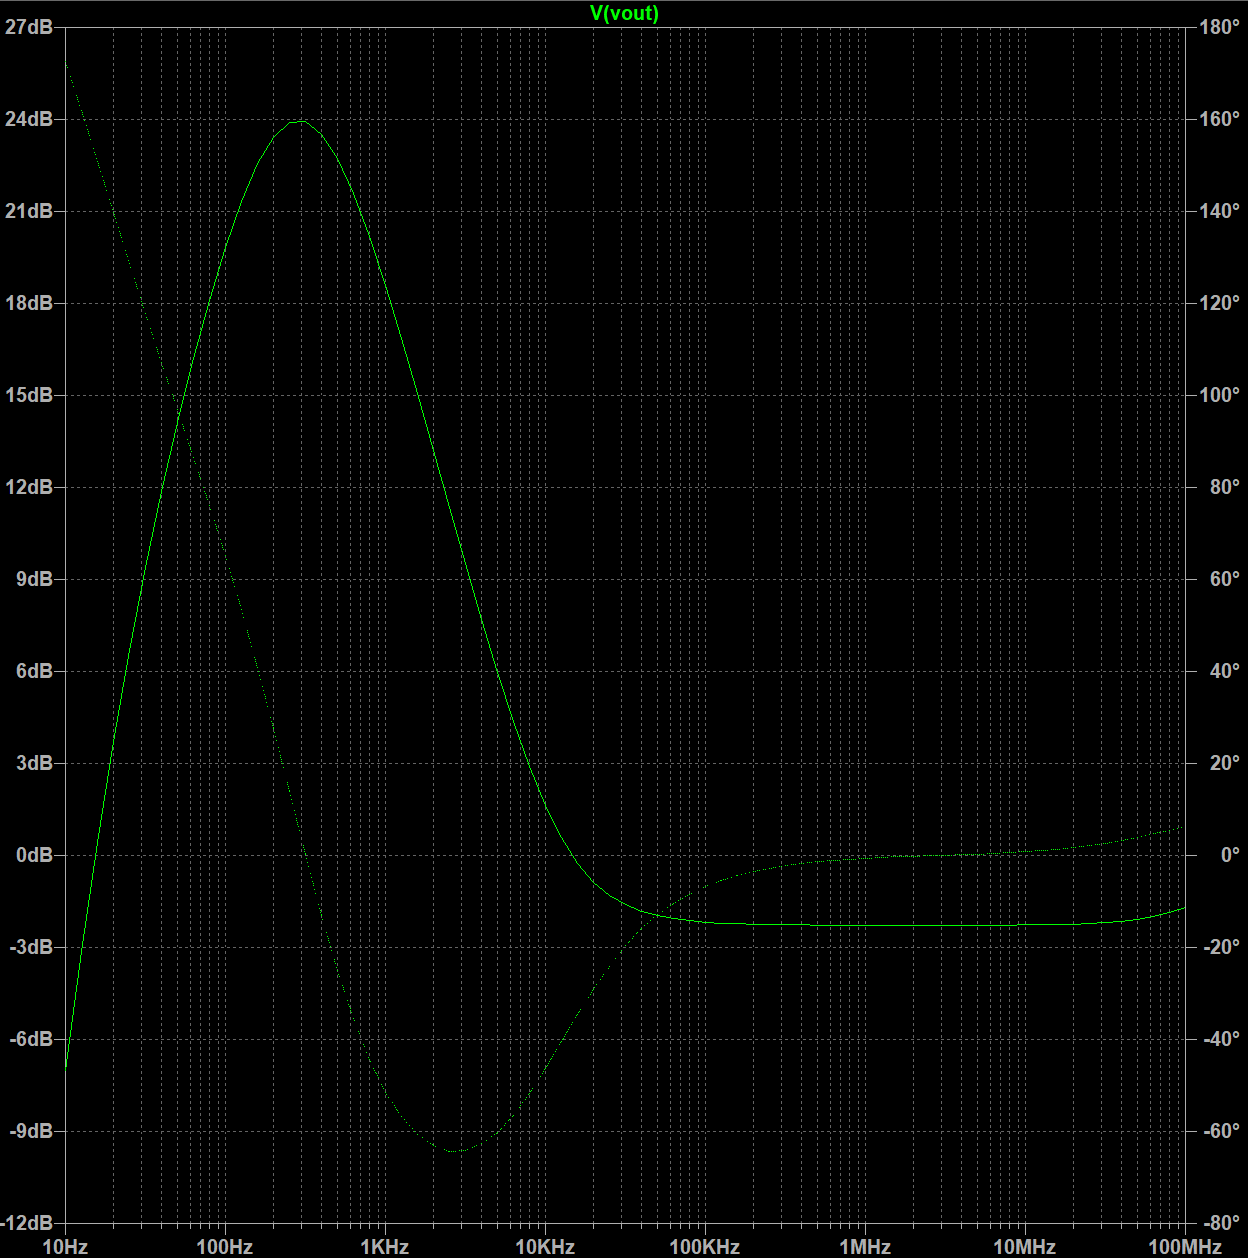 V(vout)
27dB 180°
24dB 160°
21dB 140°
18dB 120°
15dB 100°
12dB 80°
9dB 60°
6dB 40°
3dB 20°
0dB 0°
-3dB -20°
-6dB -40°
-9dB -60°
-12dB -80°
10Hz 100Hz 1KHz 10KHz 100KHz 1MHz 10MHz 100MHz